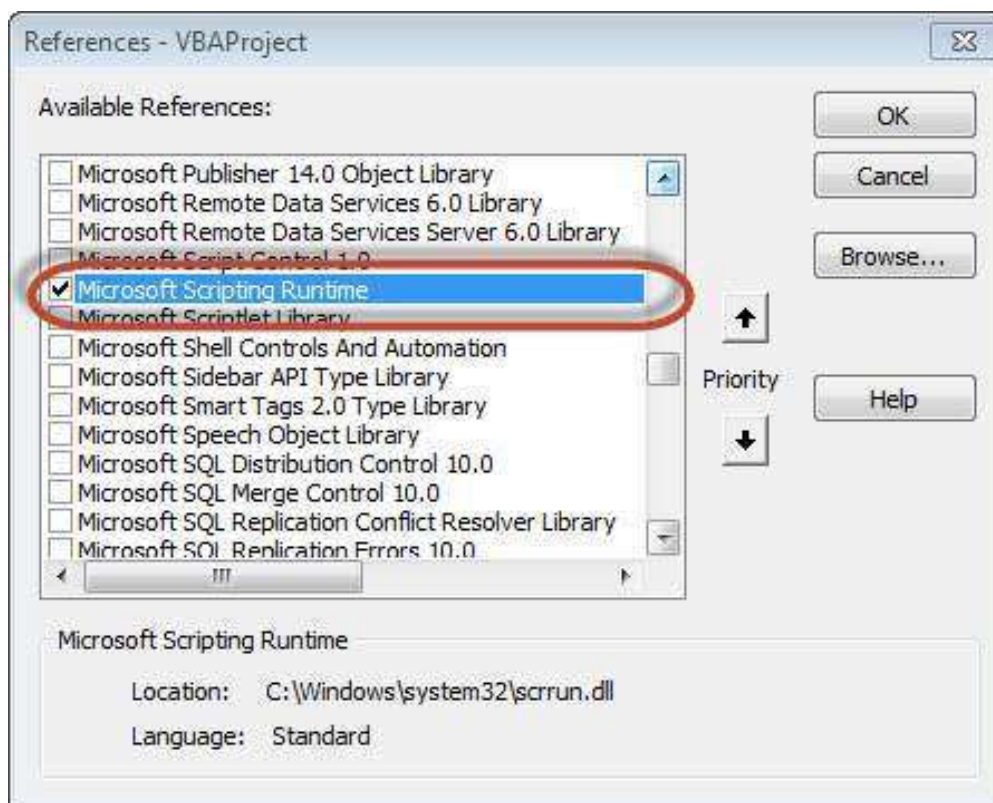 References - VBAProject
Available References:
OK
Cancel
Browse...
Microsoft Publisher 14.0 Object Library
Microsoft Remote Data Services 6.0 Library
Microsoft Remote Data Services Server 6.0 Library
Microsoft Script Control 1.0
Microsoft Scripting Runtime
Microsoft Scriptlet Library
Microsoft Shell Controls And Automation
Microsoft Sidebar API Type Library
Microsoft Smart Tags 2.0 Type Library
Microsoft Speech Object Library
Microsoft SQL Distribution Control 10.0
Microsoft SQL Merge Control 10.0
Microsoft SQL Replication Conflict Resolver Library
Microsoft SQL Replication Errors 10.0
Priority
Help
Microsoft Scripting Runtime
Location: C:\Windows\system32\scrrun.dll
Language: Standard